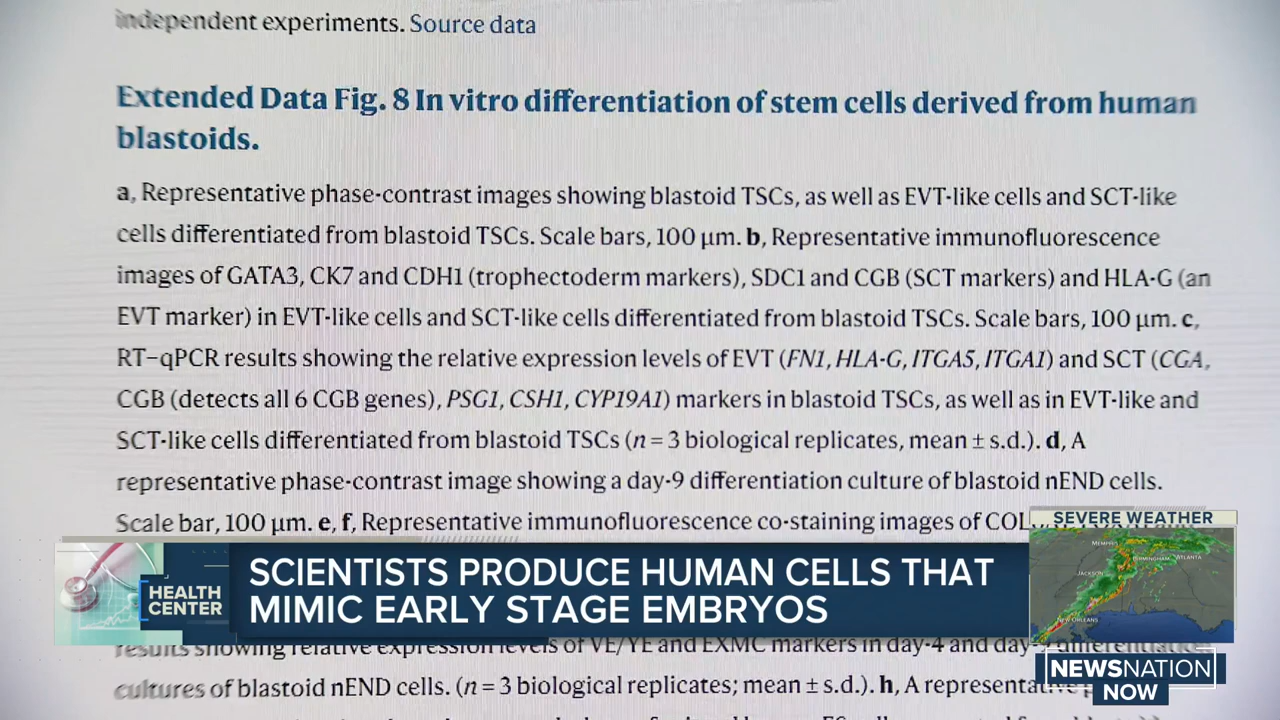 independent experiments. Source data
Extended Data Fig. 8 In vitro differentiation of stem cells derived from human
blastoids.
a, Representative phase-contrast images showing blastoid TSCs, as well as EVT-like cells and SCT-like
cells differentiated from blastoid TSCs. Scale bars, 100 μm. b, Representative immunofluorescence
images of GATA3, CK7 and CDH1 (trophectoderm markers), SDC1 and CGB (SCT markers) and HLA-G (an
EVT marker) in EVT-like cells and SCT-like cells differentiated from blastoid TSCs. Scale bars, 100 μm. c,
RT–qPCR results showing the relative expression levels of EVT (FN1, HLA-G, ITGA5, ITGA1) and SCT (CGA,
CGB (detects all 6 CGB genes), PSG1, CSH1, CYP19A1) markers in blastoid TSCs, as well as in EVT-like and
SCT-like cells differentiated from blastoid TSCs (n = 3 biological replicates, mean ± s.d.). d, A
representative phase-contrast image showing a day-9 differentiation culture of blastoid nEND cells.
Scale bar, 100 μm. e, f, Representative immunofluorescence co-staining images of
SEVERE WEATHER
MEMPHIS
BIRMINGHAM ATLANTA
JACKSON
NEW ORLEANS
HEALTH
CENTER
SCIENTISTS PRODUCE HUMAN CELLS THAT
MIMIC EARLY STAGE EMBRYOS
results showing relative expression levels of VE/YE and EXMC markers in day-4 and differentiation
cultures of blastoid nEND cells. (n = 3 biological replicates; mean ± s.d.). h, A
NEWSNATION
NOW